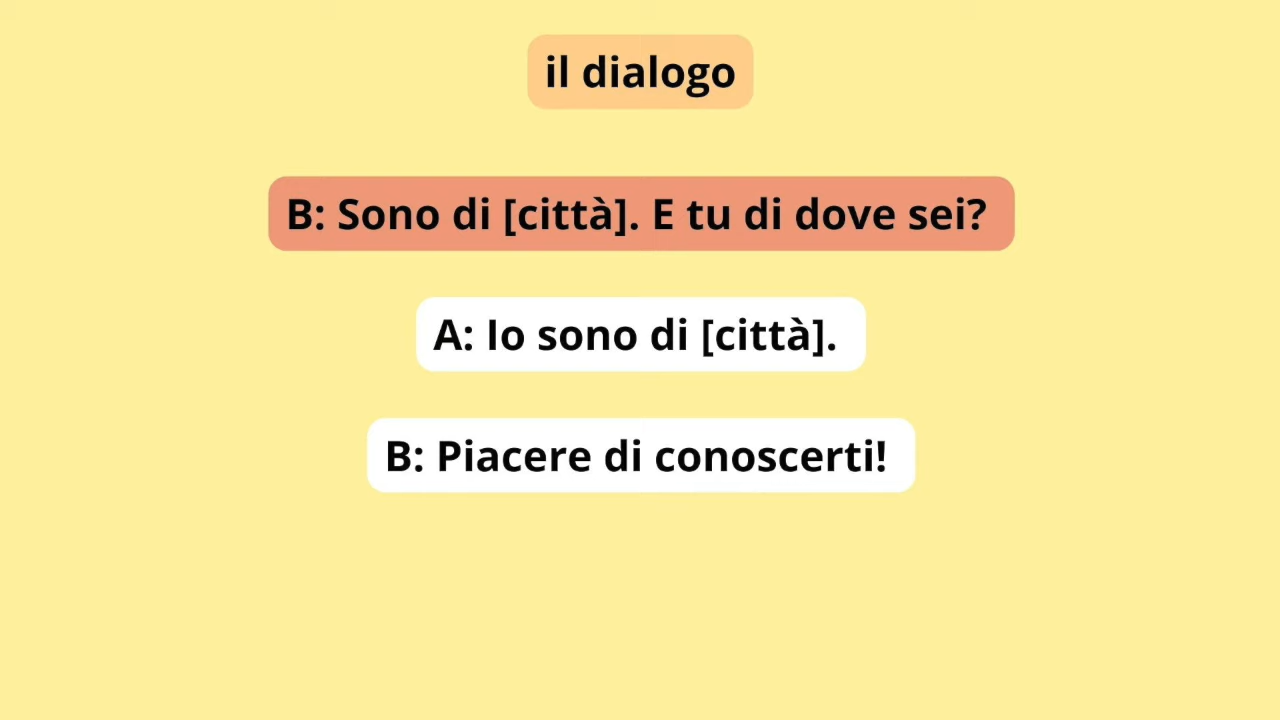 il dialogo
B: Sono di [città]. E tu di dove sei?
A: Io sono di [città].
B: Piacere di conoscerti!